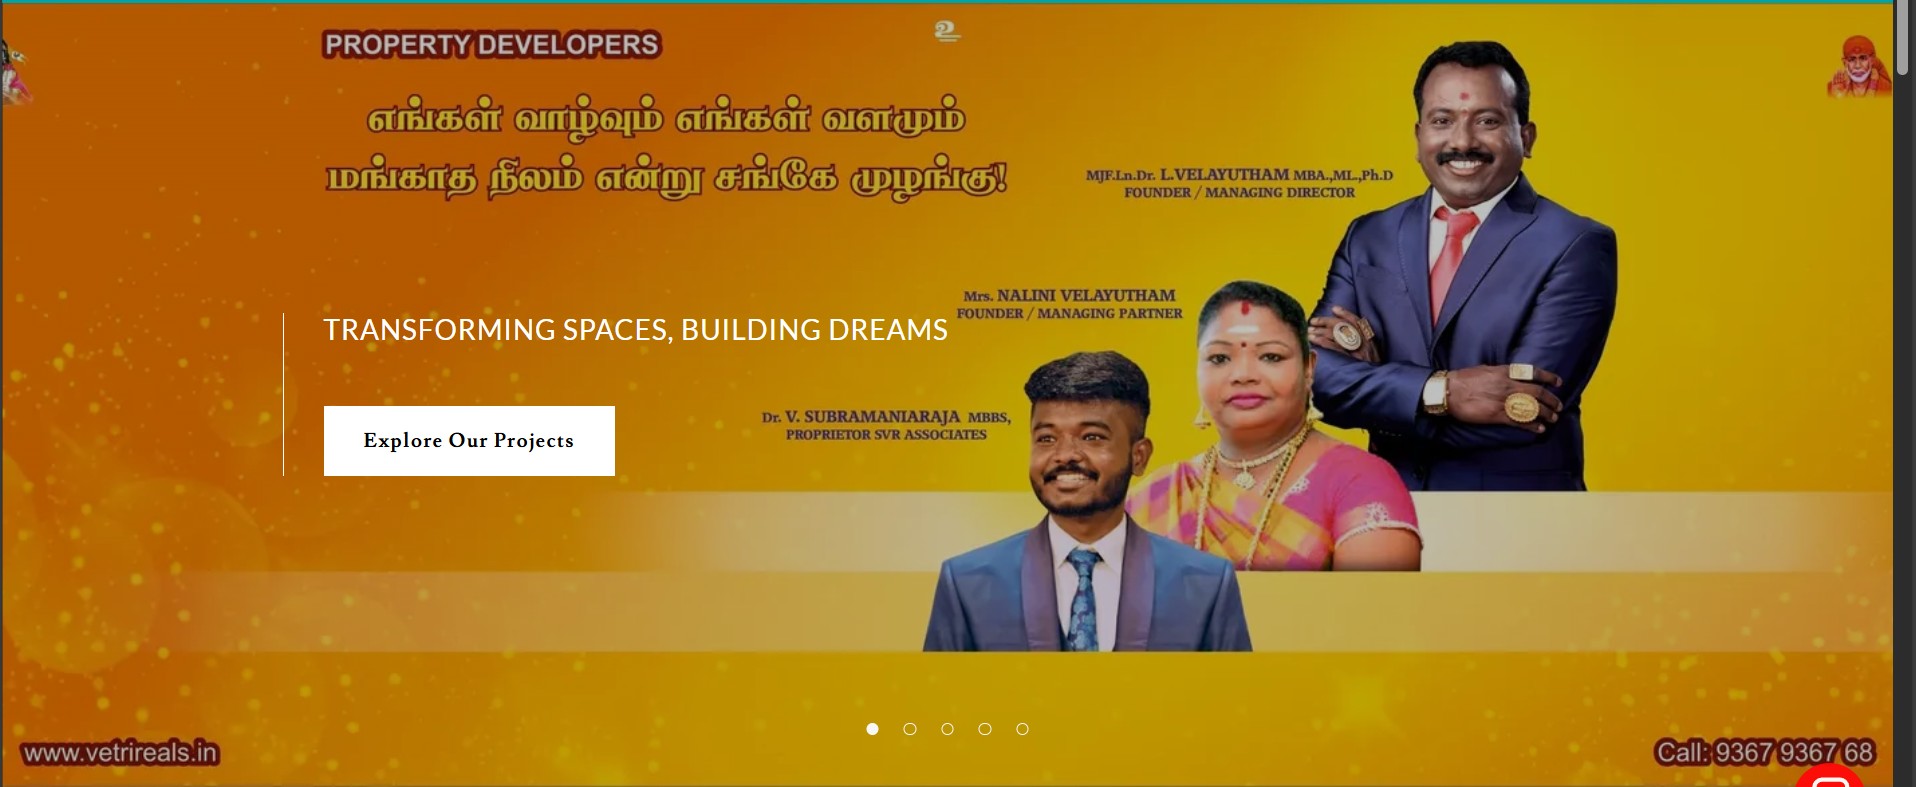 உ
PROPERTY DEVELOPERS
எங்கள் வாழ்வும் எங்கள் வளமும்
மங்காத நிலம் என்று சங்கே முழங்கு!
MJF.Ln.Dr. L.VELAYUTHAM MBA.,ML.,Ph.D
FOUNDER / MANAGING DIRECTOR
Mrs. NALINI VELAYUTHAM
FOUNDER / MANAGING PARTNER
TRANSFORMING SPACES, BUILDING DREAMS
Dr. V. SUBRAMANIARAJA MBBS,
PROPRIETOR SVR ASSOCIATES
Explore Our Projects
www.vetrireals.in
Call: 9367 9367 68